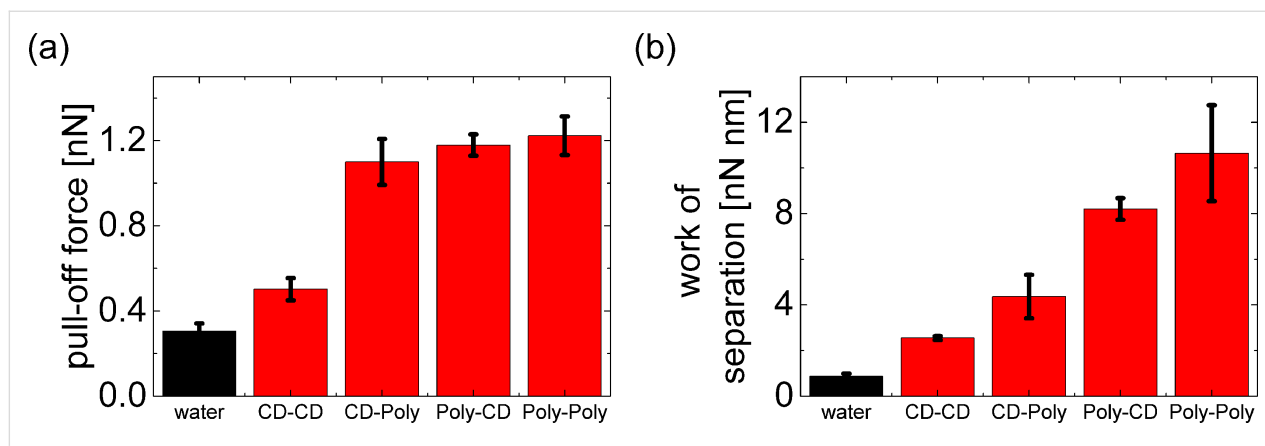 (a)
pull-off force [nN]
1.2
0.8
0.4
0.0
water CD-CD CD-Poly Poly-CD Poly-Poly
(b)
work of
separation [nN nm]
12
8
4
0
water CD-CD CD-Poly Poly-CD Poly-Poly